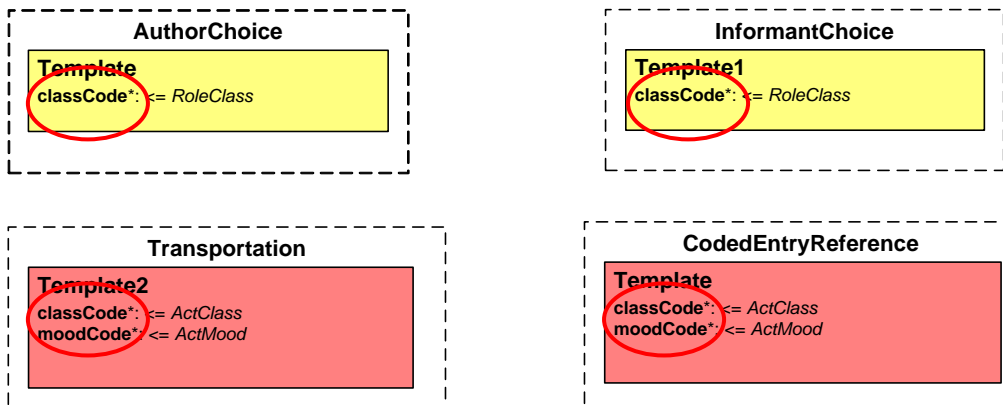 AuthorChoice
Template
classCode*: <= RoleClass
InformantChoice
Template1
classCode*: <= RoleClass
Transportation
Template2
classCode*: <= ActClass
moodCode*: <= ActMood
CodedEntryReference
Template
classCode*: <= ActClass
moodCode*: <= ActMood